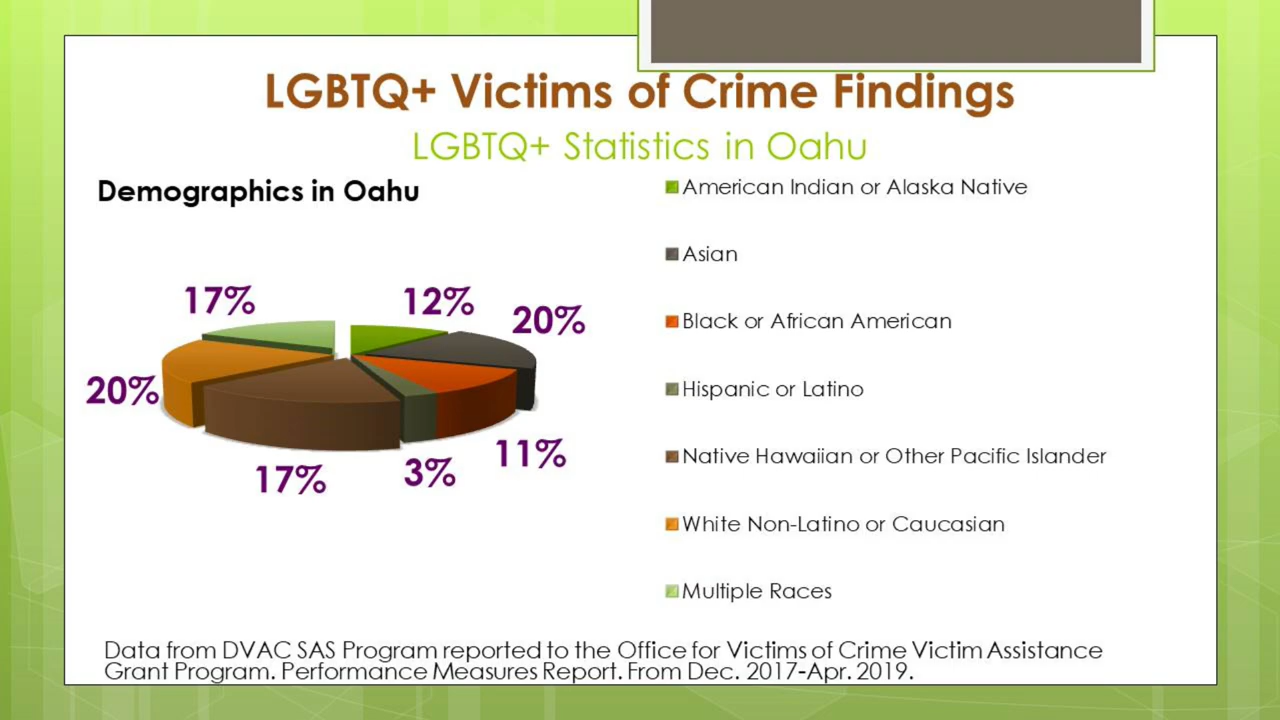 LGBTQ+ Victims of Crime Findings
LGBTQ+ Statistics in Oahu
Demographics in Oahu
17%
12%
20%
20%
17%
3%
11%
American Indian or Alaska Native
Asian
Black or African American
Hispanic or Latino
Native Hawaiian or Other Pacific Islander
White Non-Latino or Caucasian
Multiple Races
Data from DVAC SAS Program reported to the Office for Victims of Crime Victim Assistance
Grant Program. Performance Measures Report. From Dec. 2017-Apr. 2019.